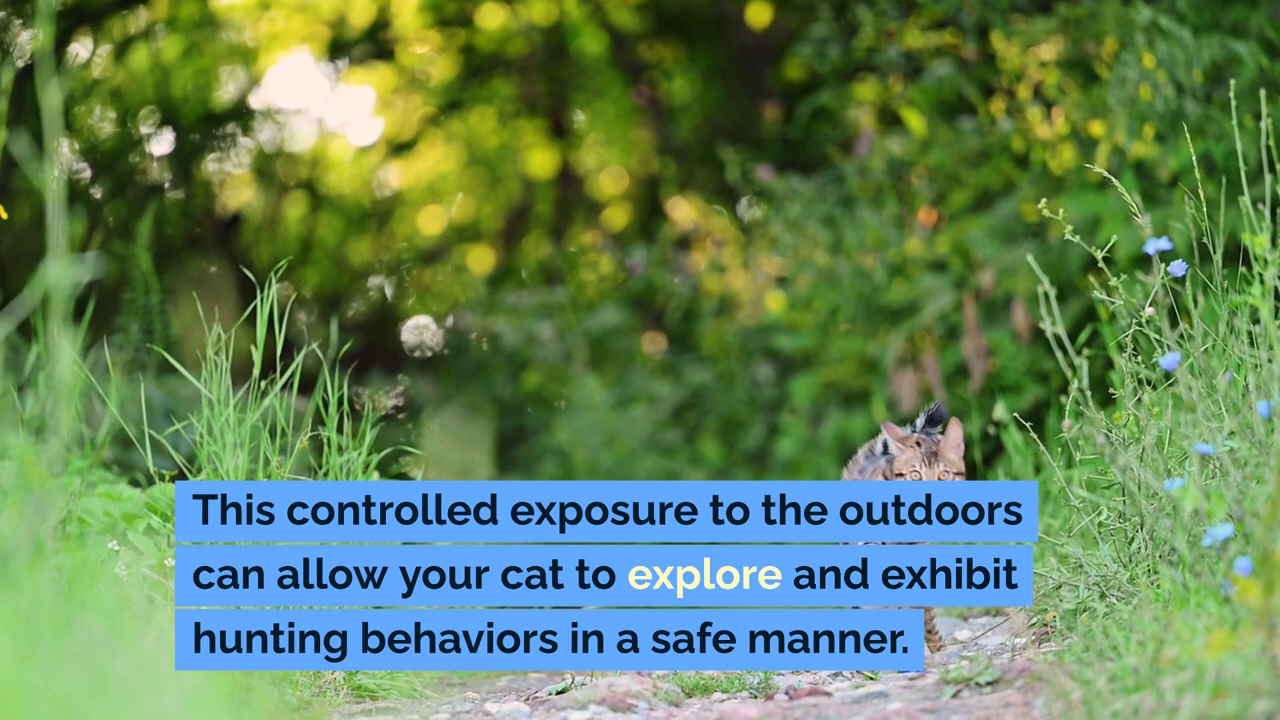 This controlled exposure to the outdoors
can allow your cat to explore and exhibit
hunting behaviors in a safe manner.